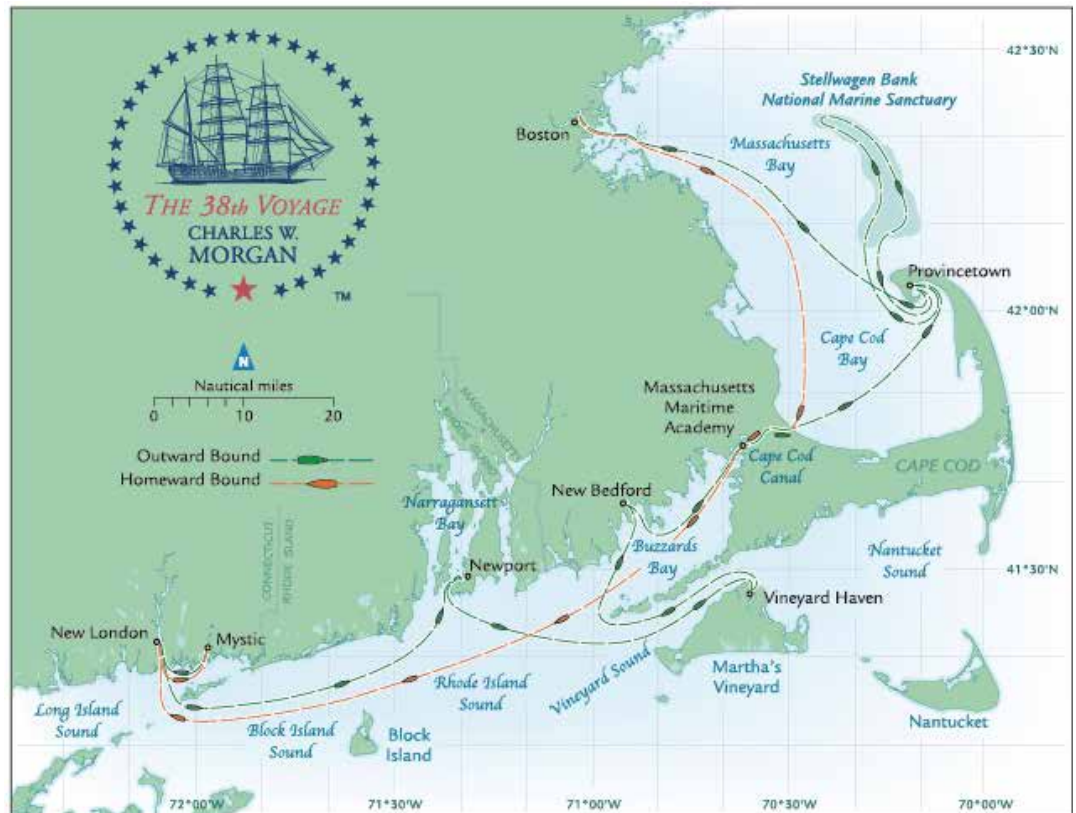 THE 38th VOYAGE
CHARLES W.
MORGAN
TM
N
Nautical miles
0 10 20
Outward Bound
Homeward Bound
42°30'N
Stellwagen Bank
National Marine Sanctuary
Boston
Massachusetts
Bay
Provincetown
42°00'N
Cape Cod
Bay
Massachusetts
Maritime
Academy
Cape Cod
Canal
CAPE COD
MASSACHUSETTS
RHODE ISLAND
New Bedford
Narragansett
Bay
Buzzards
Bay
Nantucket
Sound
41°30'N
CONNECTICUT
RHODE ISLAND
Newport
Vineyard Haven
New London
Mystic
Vineyard Sound
Martha's
Vineyard
Rhode Island
Sound
Long Island
Sound
Block Island
Sound
Block
Island
Nantucket
72°00'W 71°30'W 71°00'W 70°30'W 70°00'W